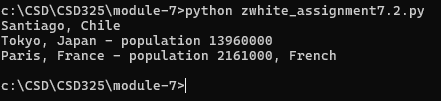 c:\CSD\CSD325\module-7>python zwhite_assignment7.2.py
Santiago, Chile
Tokyo, Japan - population 13960000
Paris, France - population 2161000, French
c:\CSD\CSD325\module-7>